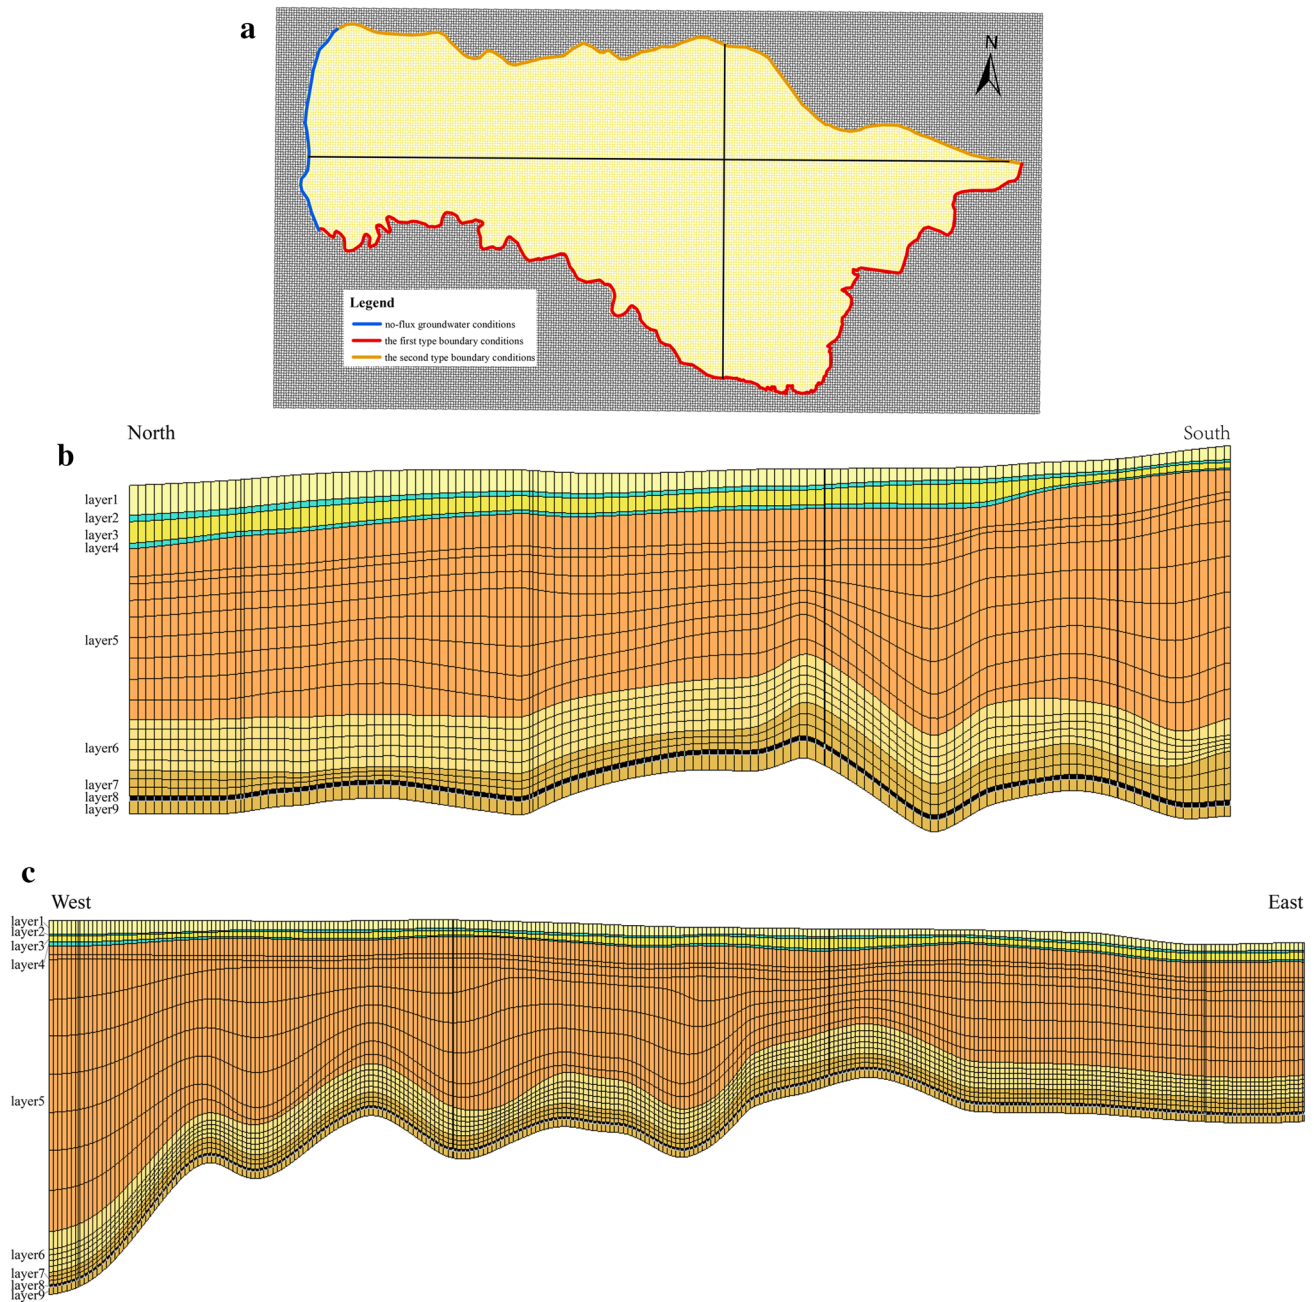 a
N
Legend
no-flux groundwater conditions
the first type boundary conditions
the second type boundary conditions
b
North
South
layer1
layer2
layer3
layer4
layer5
layer6
layer7
layer8
layer9
c
West
East
layer1
layer2
layer3
layer4
layer5
layer6
layer7
layer8
layer9